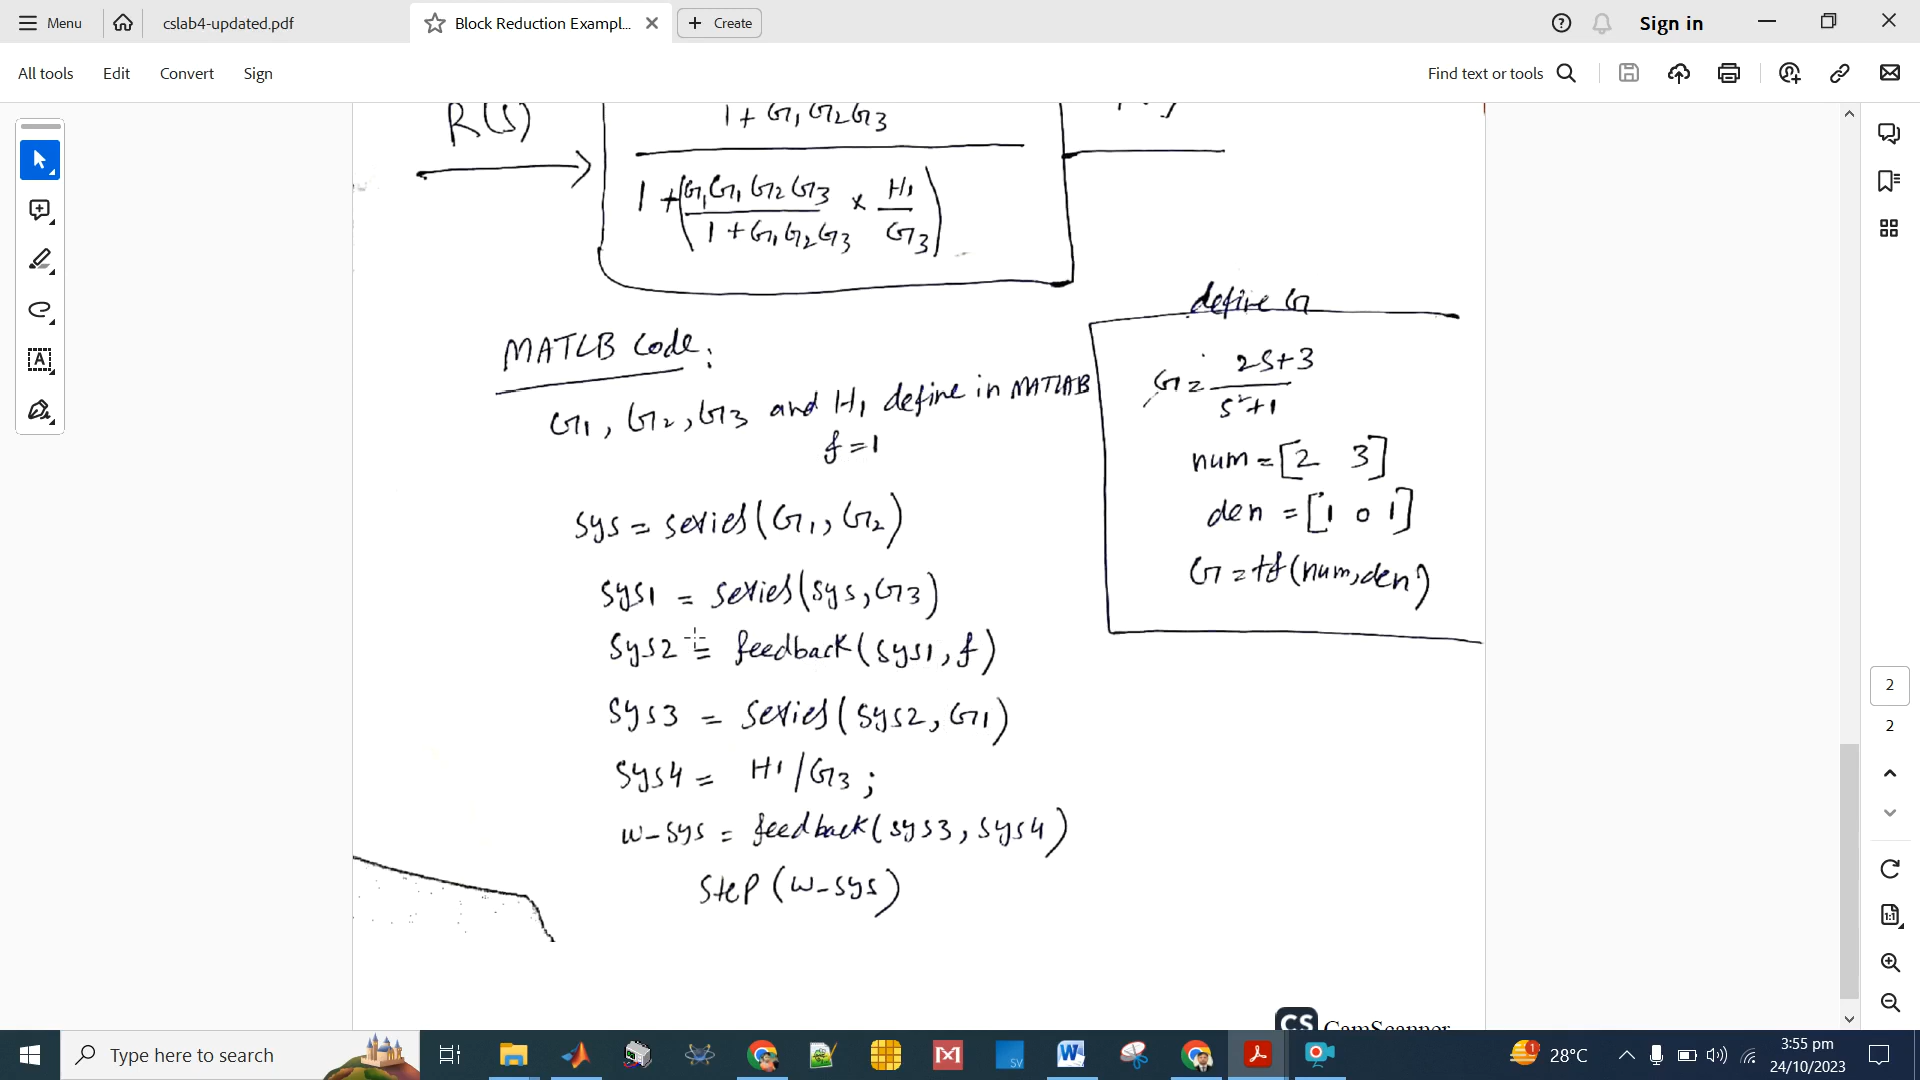 Menu
cslab4-updated.pdf
Block Reduction Exampl...
Create
Sign in
All tools
Edit
Convert
Sign
Find text or tools
R(S)
1 + G1G2G3
1 + (G1G1G2G3 / 1 + G1G2G3 × H1 / G3)
MATLB Code:
G1, G2, G3 and H1 define in MATLAB
f = 1
sys = series(G1, G2)
sys1 = series(sys, G3)
sys2 = feedback(sys1, f)
sys3 = series(sys2, G1)
sys4 = H1/G3;
w-sys = feedback(sys3, sys4)
Step (w-sys)
define G
G = 2S+3 / S²+1
num = [2 3]
den = [1 0 1]
G = tf(num, den)
2
2
CS CamScanner
Type here to search
SV
1
28°C
3:55 pm
24/10/2023